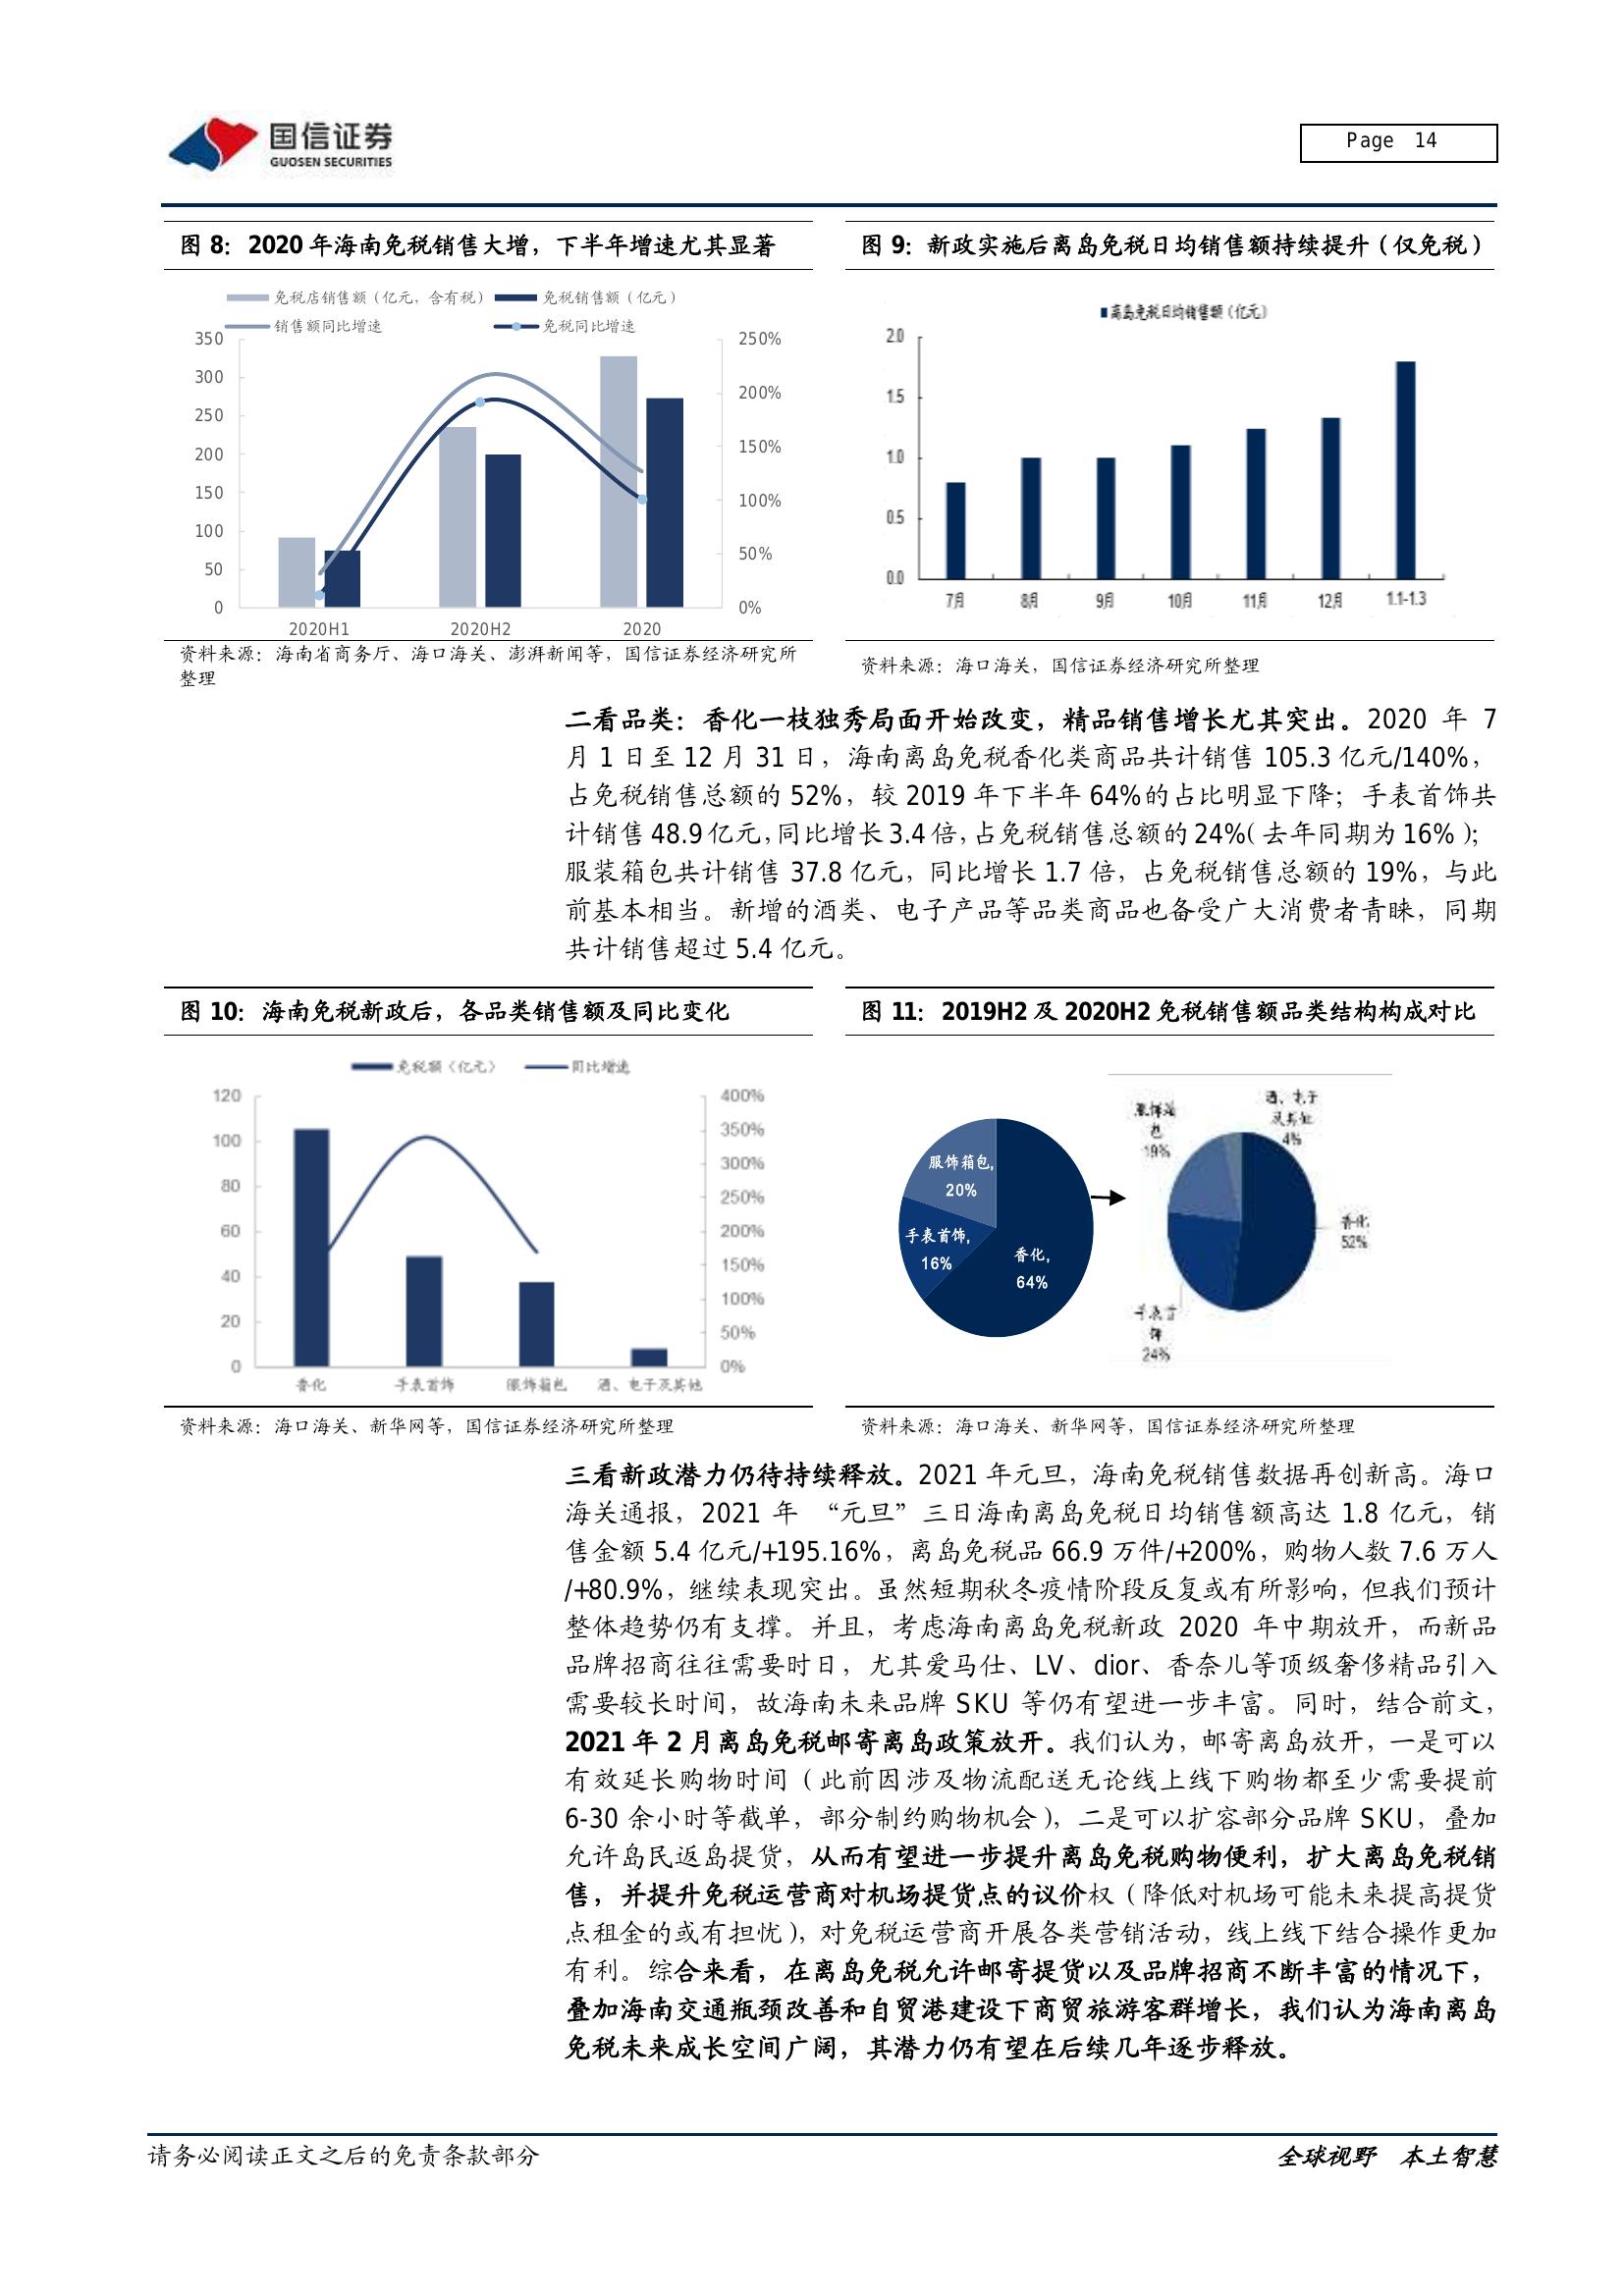 国信证券
GUOSEN SECURITIES
Page 14
图 8：2020 年海南免税销售大增，下半年增速尤其显著
免税店销售额（亿元，含有税） 免税销售额（亿元）
销售额同比增速 免税同比增速
350
300
250
200
150
100
50
0
250%
200%
150%
100%
50%
0%
2020H1 2020H2 2020
资料来源：海南省商务厅、海口海关、澎湃新闻等，国信证券经济研究所
整理
图 9：新政实施后离岛免税日均销售额持续提升（仅免税）
离岛免税日均销售额（亿元）
2.0
1.5
1.0
0.5
0.0
7月 8月 9月 10月 11月 12月 1.1-1.3
资料来源：海口海关，国信证券经济研究所整理
二看品类：香化一枝独秀局面开始改变，精品销售增长尤其突出。2020 年 7
月 1 日至 12 月 31 日，海南离岛免税香化类商品共计销售 105.3 亿元/140%，
占免税销售总额的 52%，较 2019 年下半年 64%的占比明显下降；手表首饰共
计销售 48.9 亿元，同比增长 3.4 倍，占免税销售总额的 24%（去年同期为 16%）；
服装箱包共计销售 37.8 亿元，同比增长 1.7 倍，占免税销售总额的 19%，与此
前基本相当。新增的酒类、电子产品等品类商品也备受广大消费者青睐，同期
共计销售超过 5.4 亿元。
图 10：海南免税新政后，各品类销售额及同比变化
免税额（亿元） 同比增速
120
100
80
60
40
20
0
400%
350%
300%
250%
200%
150%
100%
50%
0%
香化 手表首饰 服饰箱包 酒、电子及其他
资料来源：海口海关、新华网等，国信证券经济研究所整理
图 11：2019H2 及 2020H2 免税销售额品类结构构成对比
服饰箱包,
20%
手表首饰,
16%
香化,
64%
服饰箱
包
19%
酒、电子
及其他
4%
香化
52%
手表首
饰
24%
资料来源：海口海关、新华网等，国信证券经济研究所整理
三看新政潜力仍待持续释放。2021 年元旦，海南免税销售数据再创新高。海口
海关通报，2021 年 “元旦”三日海南离岛免税日均销售额高达 1.8 亿元，销
售金额 5.4 亿元/+195.16%，离岛免税品 66.9 万件/+200%，购物人数 7.6 万人
/+80.9%，继续表现突出。虽然短期秋冬疫情阶段反复或有所影响，但我们预计
整体趋势仍有支撑。并且，考虑海南离岛免税新政 2020 年中期放开，而新品
品牌招商往往需要时日，尤其爱马仕、LV、dior、香奈儿等顶级奢侈精品引入
需要较长时间，故海南未来品牌 SKU 等仍有望进一步丰富。同时，结合前文，
2021 年 2 月离岛免税邮寄离岛政策放开。我们认为，邮寄离岛放开，一是可以
有效延长购物时间（此前因涉及物流配送无论线上线下购物都至少需要提前
6-30 余小时等截单，部分制约购物机会），二是可以扩容部分品牌 SKU，叠加
允许岛民返岛提货，从而有望进一步提升离岛免税购物便利，扩大离岛免税销
售，并提升免税运营商对机场提货点的议价权（降低对机场可能未来提高提货
点租金的或有担忧），对免税运营商开展各类营销活动，线上线下结合操作更加
有利。综合来看，在离岛免税允许邮寄提货以及品牌招商不断丰富的情况下，
叠加海南交通瓶颈改善和自贸港建设下商贸旅游客群增长，我们认为海南离岛
免税未来成长空间广阔，其潜力仍有望在后续几年逐步释放。
请务必阅读正文之后的免责条款部分
全球视野 本土智慧